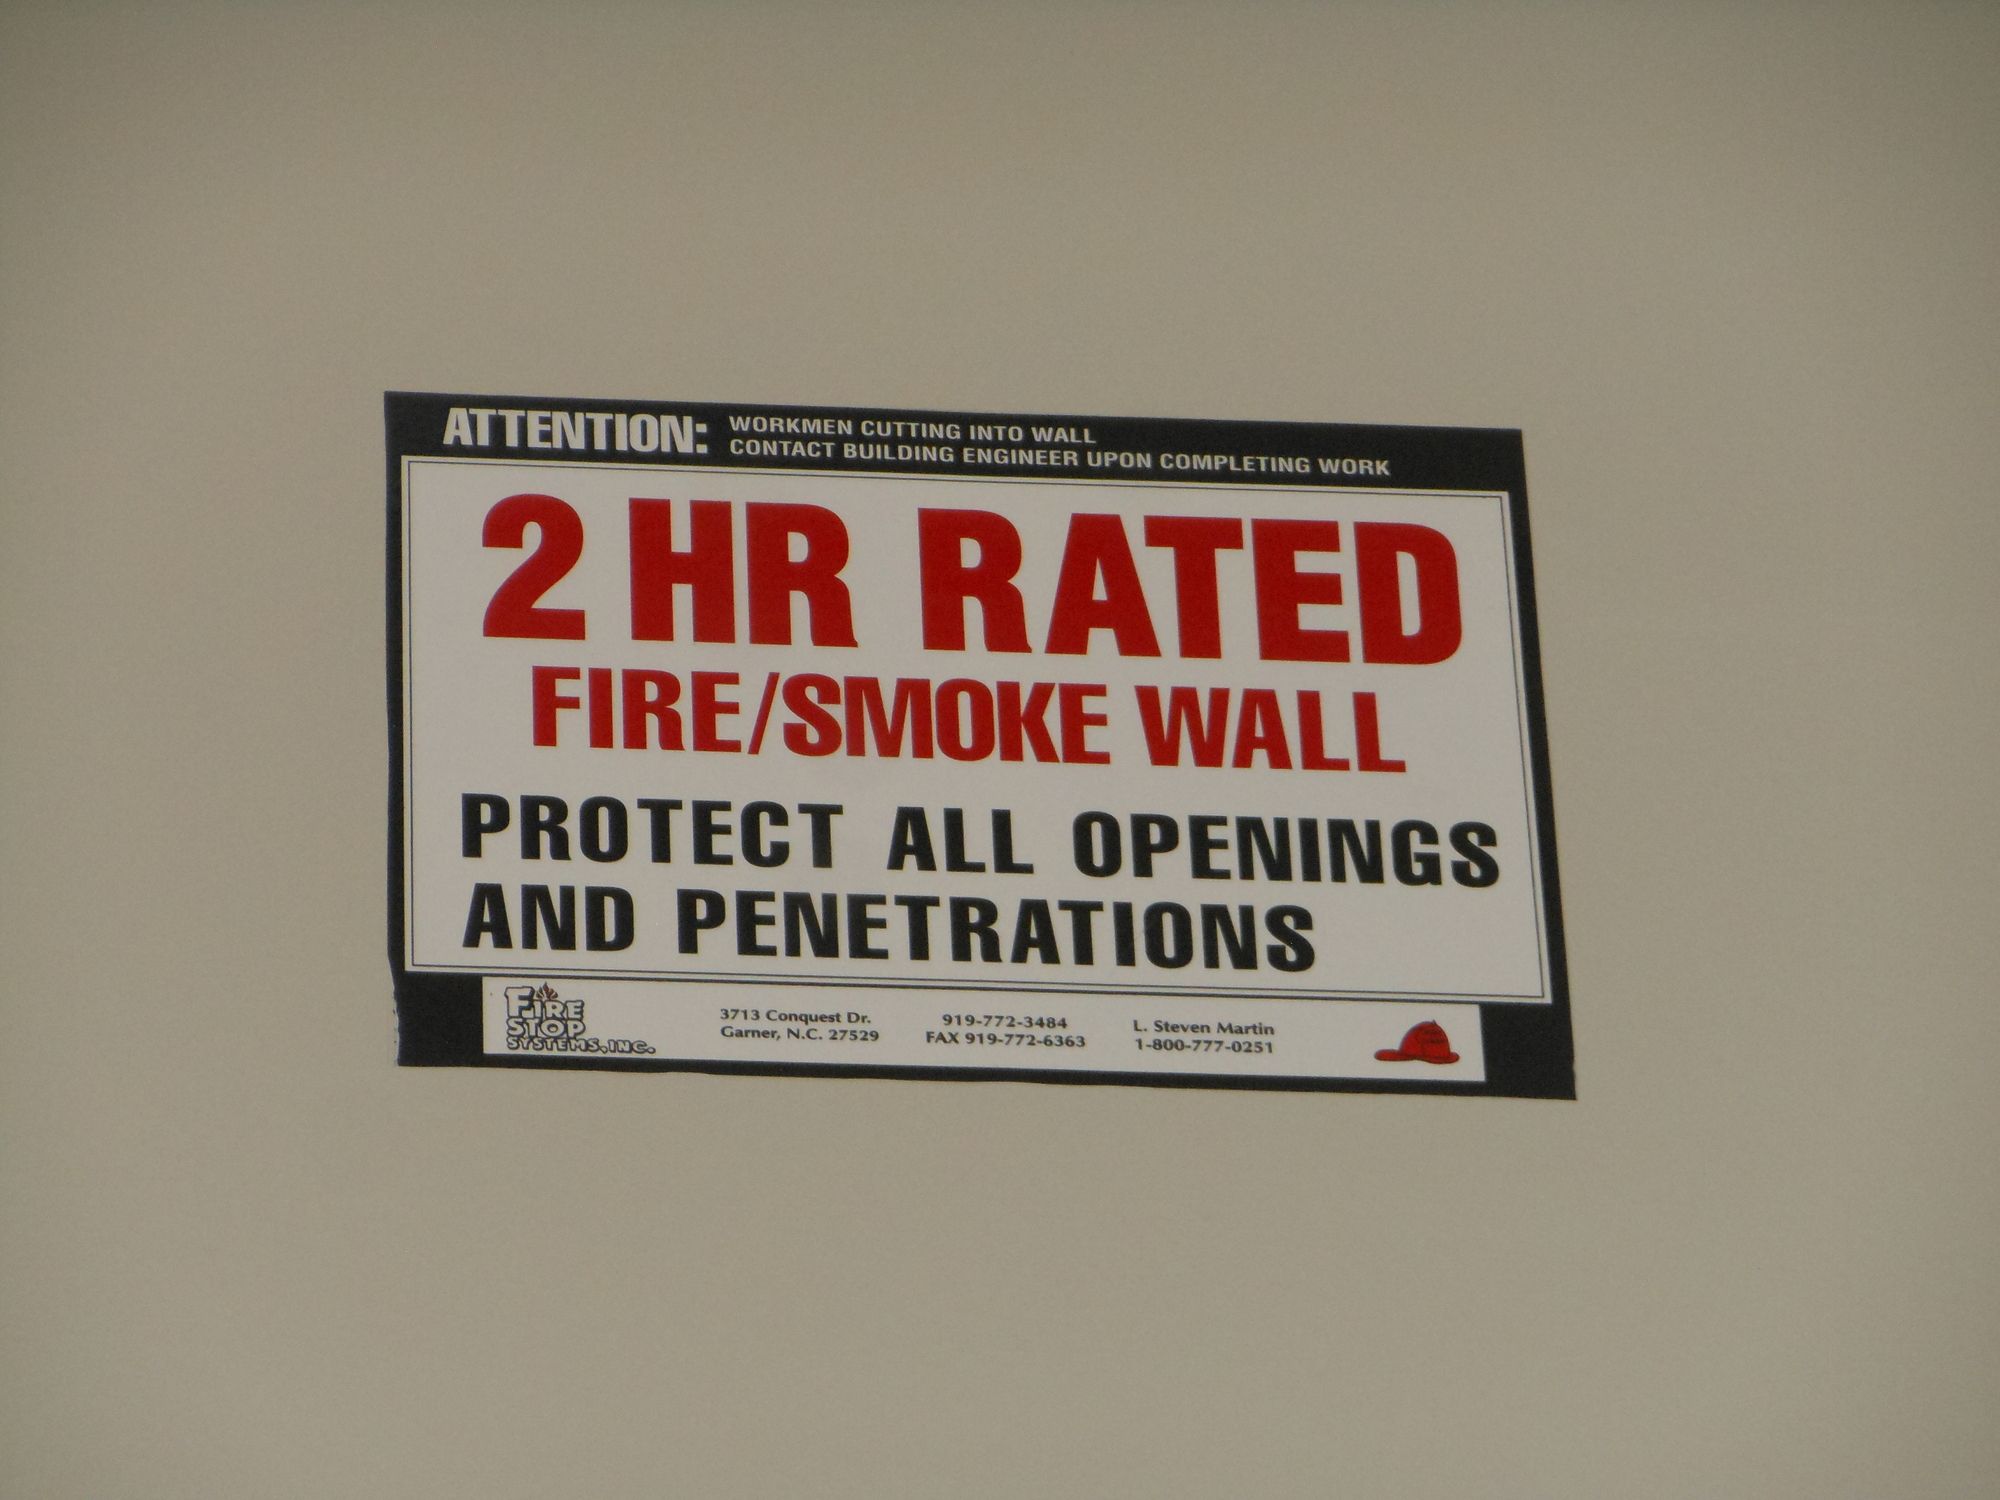 ATTENTION: WORKMEN CUTTING INTO WALL
CONTACT BUILDING ENGINEER UPON COMPLETING WORK
2 HR RATED
FIRE/SMOKE WALL
PROTECT ALL OPENINGS
AND PENETRATIONS
FIRE
STOP
SYSTEMS, INC.
3713 Conquest Dr.
Garner, N.C. 27529
919-772-3484
FAX 919-772-6363
L. Steven Martin
1-800-777-0251